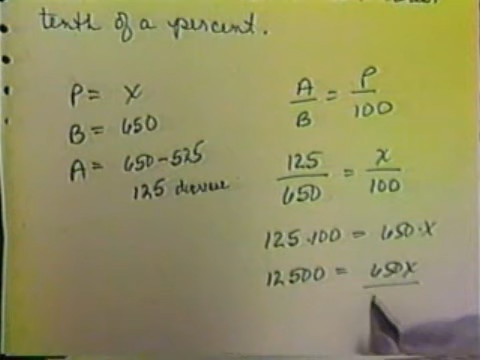 tenth of a percent.
P = X
B = 650
A = 650-525
125 decrease
A/B = P/100
125/650 = X/100
125·100 = 650·X
12500 = 650X